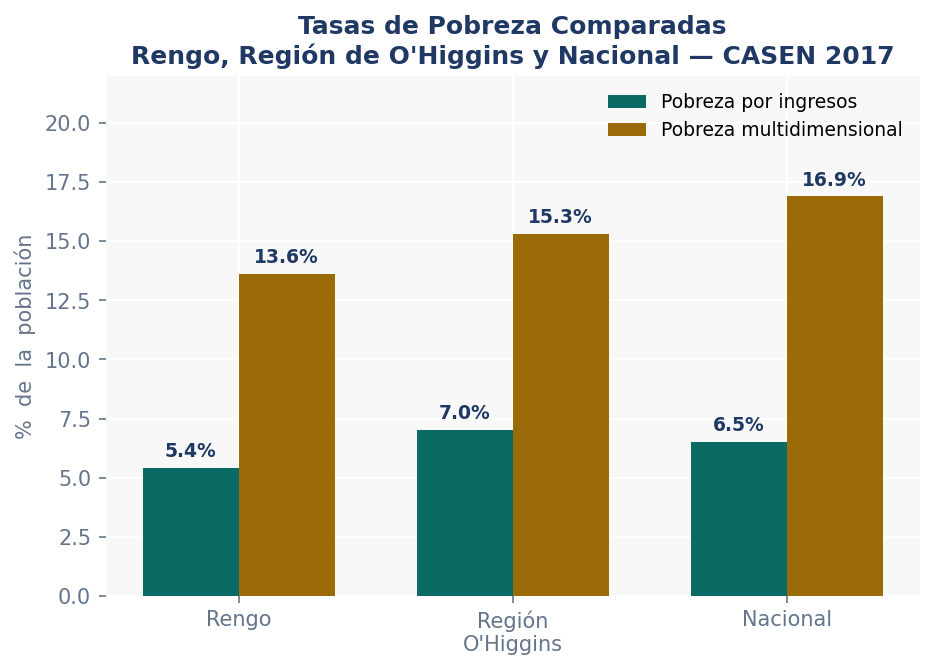 Tasas de Pobreza Comparadas
Rengo, Región de O'Higgins y Nacional — CASEN 2017
Pobreza por ingresos
Pobreza multidimensional
% de la población
20.0
17.5
15.0
12.5
10.0
7.5
5.0
2.5
0.0
5.4%
13.6%
7.0%
15.3%
6.5%
16.9%
Rengo
Región
O'Higgins
Nacional